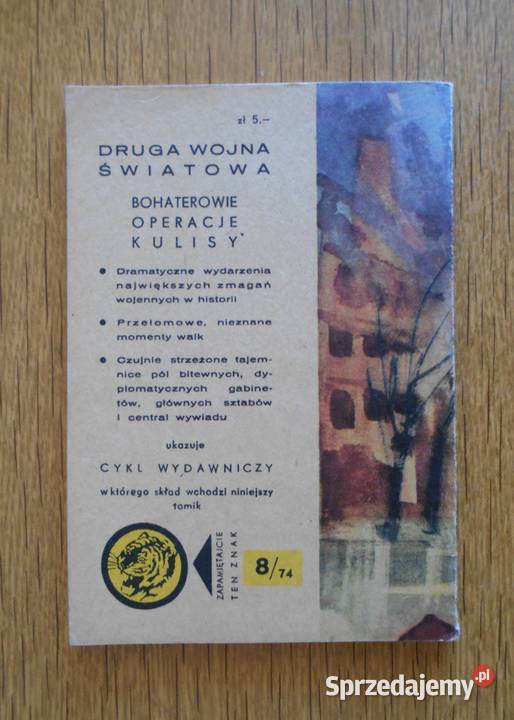 zł 5.—
DRUGA WOJNA
ŚWIATOWA
BOHATEROWIE
OPERACJE
KULISY
● Dramatyczne wydarzenia
największych zmagań
wojennych w historii
● Przełomowe, nieznane
momenty walk
● Czujnie strzeżone tajem-
nice pól bitewnych, dy-
plomatycznych gabine-
tów, głównych sztabów
i central wywiadu
ukazuje
CYKL WYDAWNICZY
w którego skład wchodzi niniejszy
tomik
ZAPAMIĘTAJCIE
TEN ZNAK
8/74
Sprzedajemy.pl